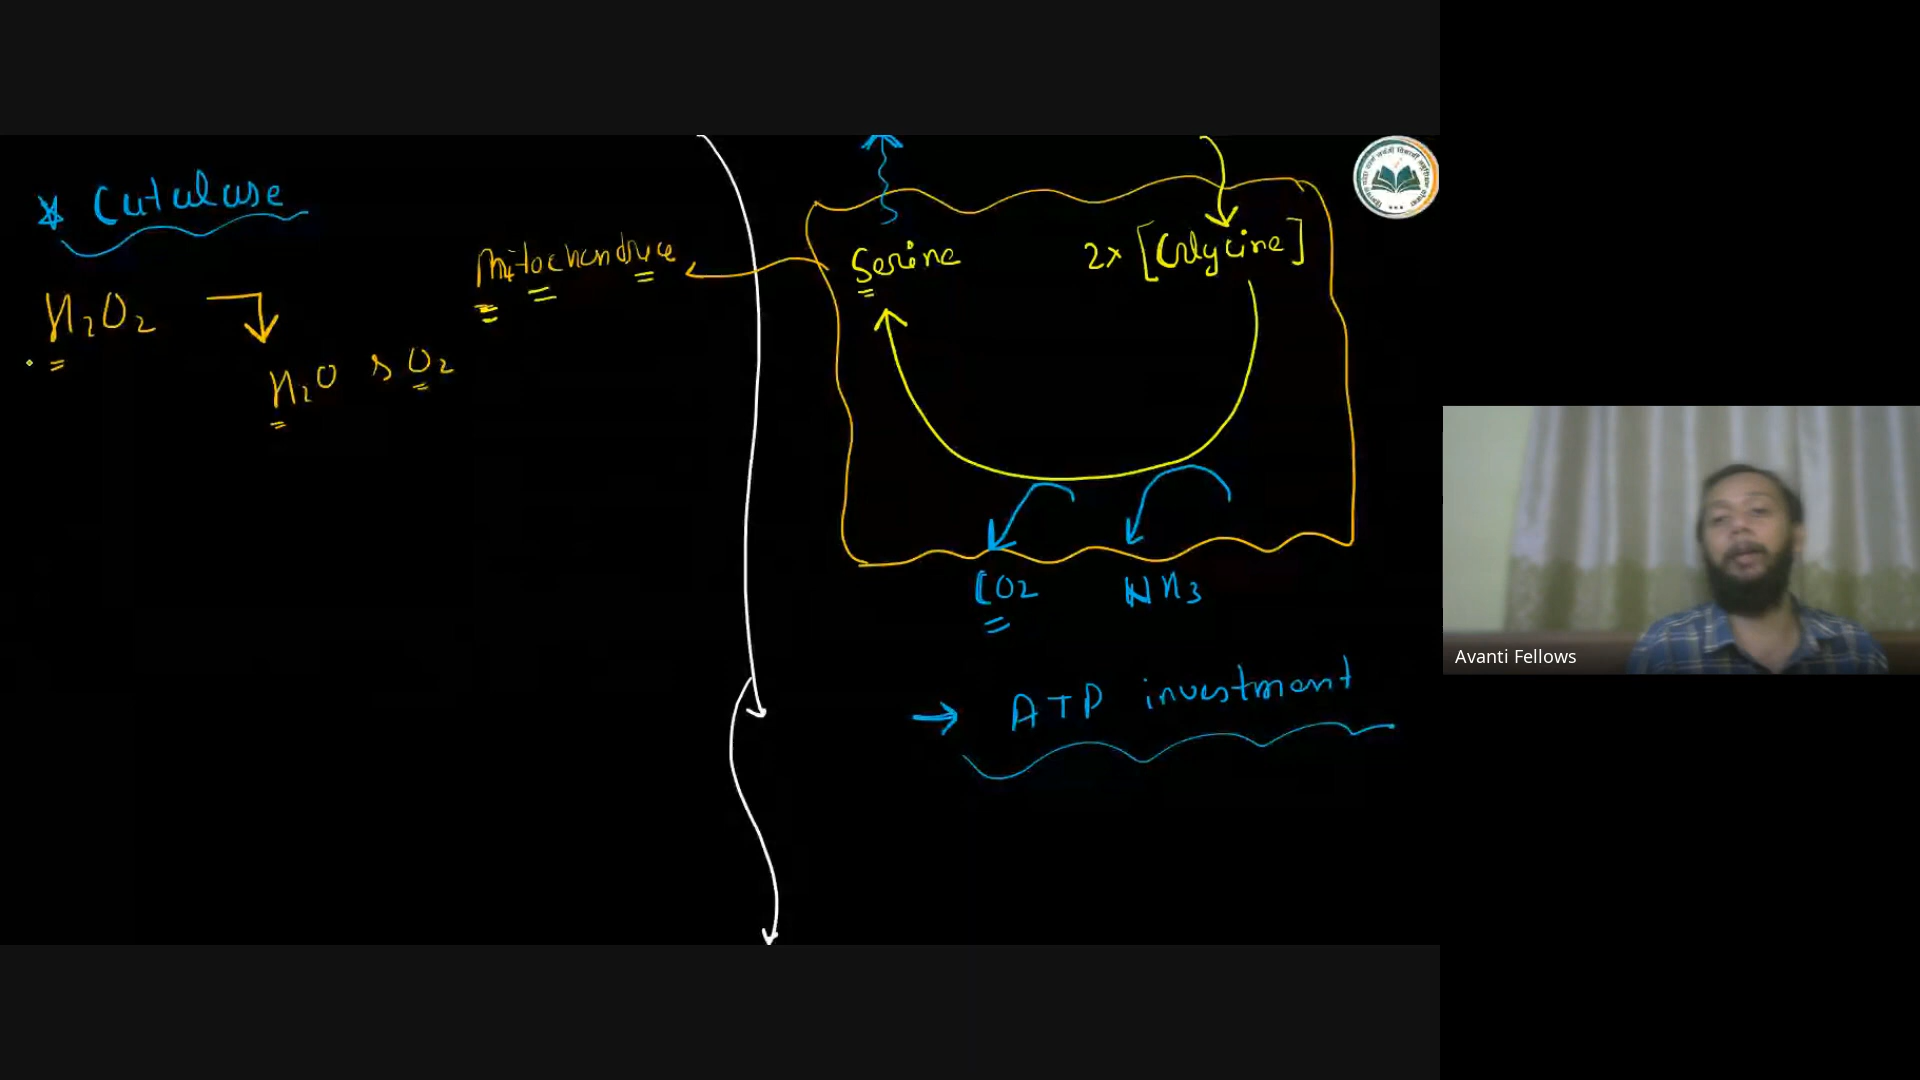 * Catalase
H2O2
H2O & O2
Mitochondria
Serine 2x [Glycine]
CO2 NH3
→ ATP investment
Avanti Fellows